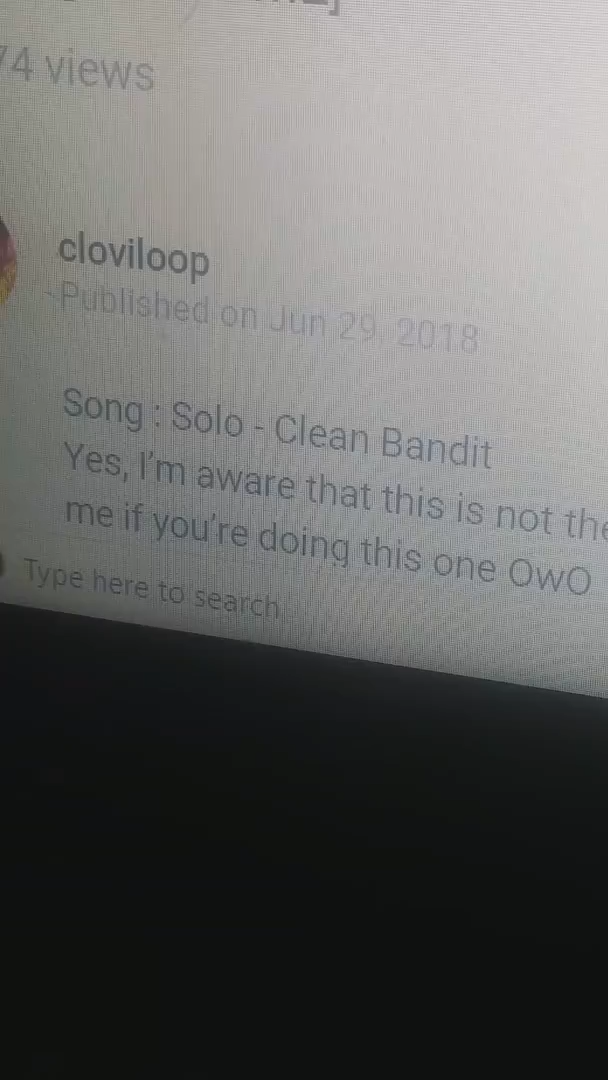 74 views
cloviloop
Published on Jun 29, 2018
Song : Solo - Clean Bandit
Yes, I'm aware that this is not the
me if you're doing this one OwO
Type here to search